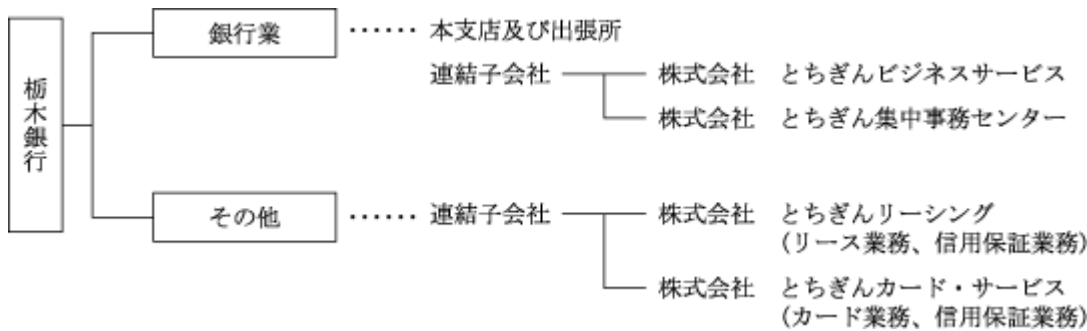 栃木銀行
銀行業 ‥‥‥ 本支店及び出張所
連結子会社 株式会社 とちぎんビジネスサービス
株式会社 とちぎん集中事務センター
その他 ‥‥‥ 連結子会社 株式会社 とちぎんリーシング
(リース業務、信用保証業務)
株式会社 とちぎんカード・サービス
(カード業務、信用保証業務)